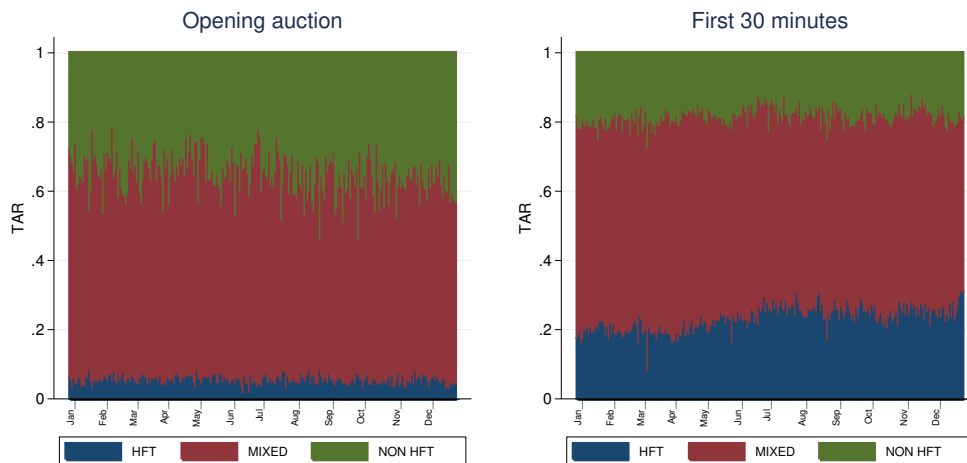 Opening auction
TAR
1
.8
.6
.4
.2
0
Jan Feb Mar Apr May Jun Jul Aug Sep Oct Nov Dec
HFT MIXED NON HFT
First 30 minutes
TAR
1
.8
.6
.4
.2
0
Jan Feb Mar Apr May Jun Jul Aug Sep Oct Nov Dec
HFT MIXED NON HFT